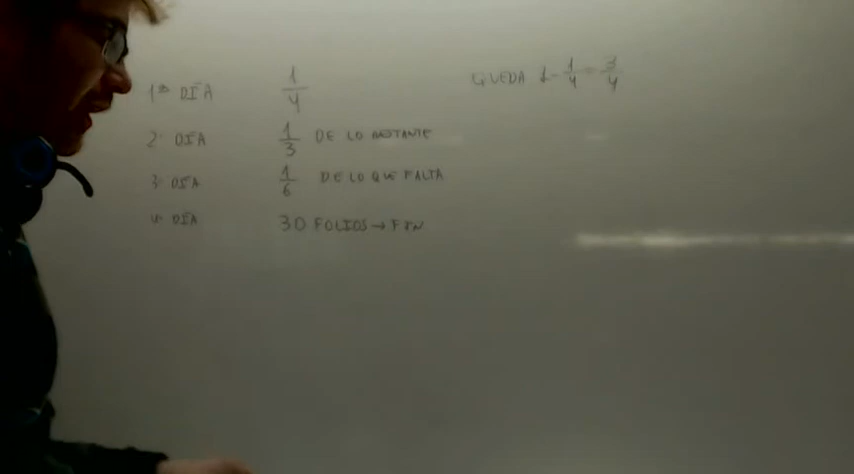 1er DÍA 1/4 QUEDA 1 - 1/4 = 3/4
2º DÍA 1/3 DE LO RESTANTE
3º DÍA 1/6 DE LO QUE FALTA
4º DÍA 30 FOLIOS → FIN